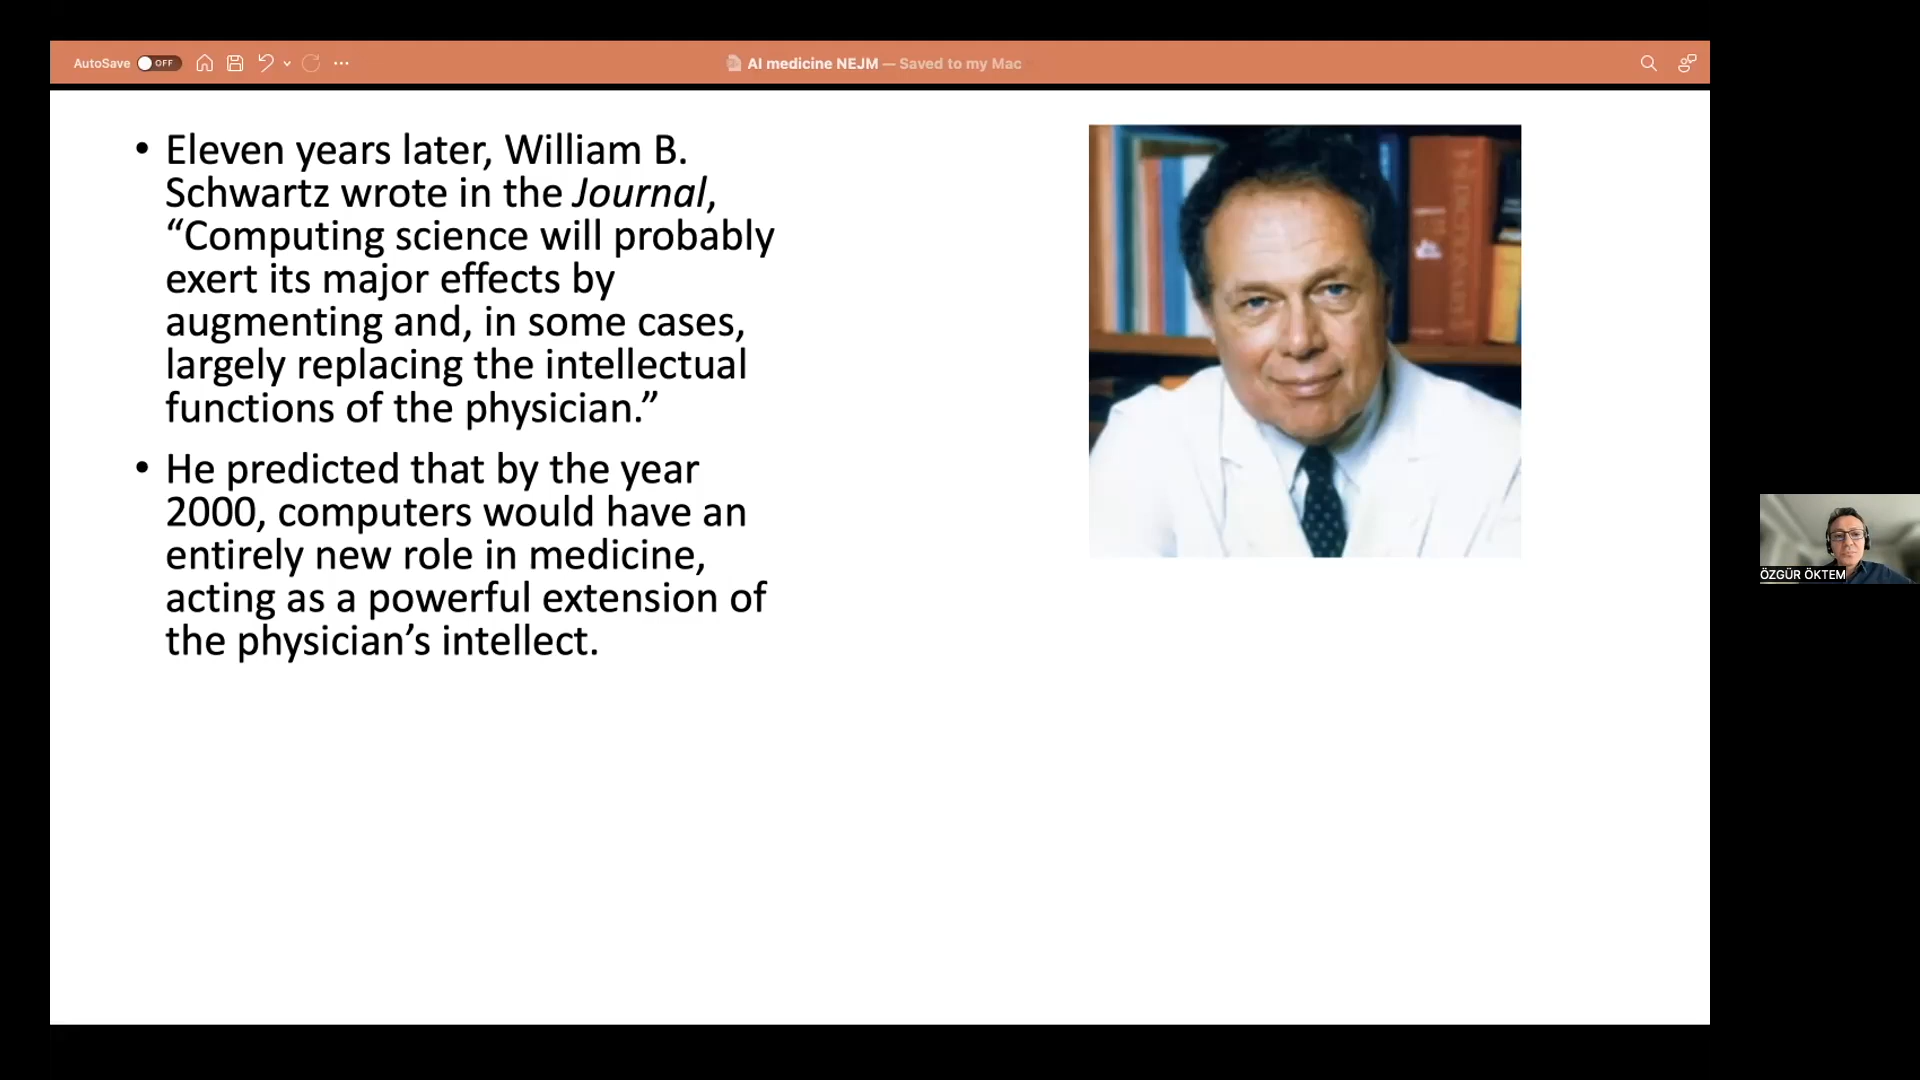 AutoSave OFF
AI medicine NEJM — Saved to my Mac
• Eleven years later, William B.
Schwartz wrote in the Journal,
“Computing science will probably
exert its major effects by
augmenting and, in some cases,
largely replacing the intellectual
functions of the physician.”
• He predicted that by the year
2000, computers would have an
entirely new role in medicine,
acting as a powerful extension of
the physician’s intellect.
ÖZGÜR ÖKTEM